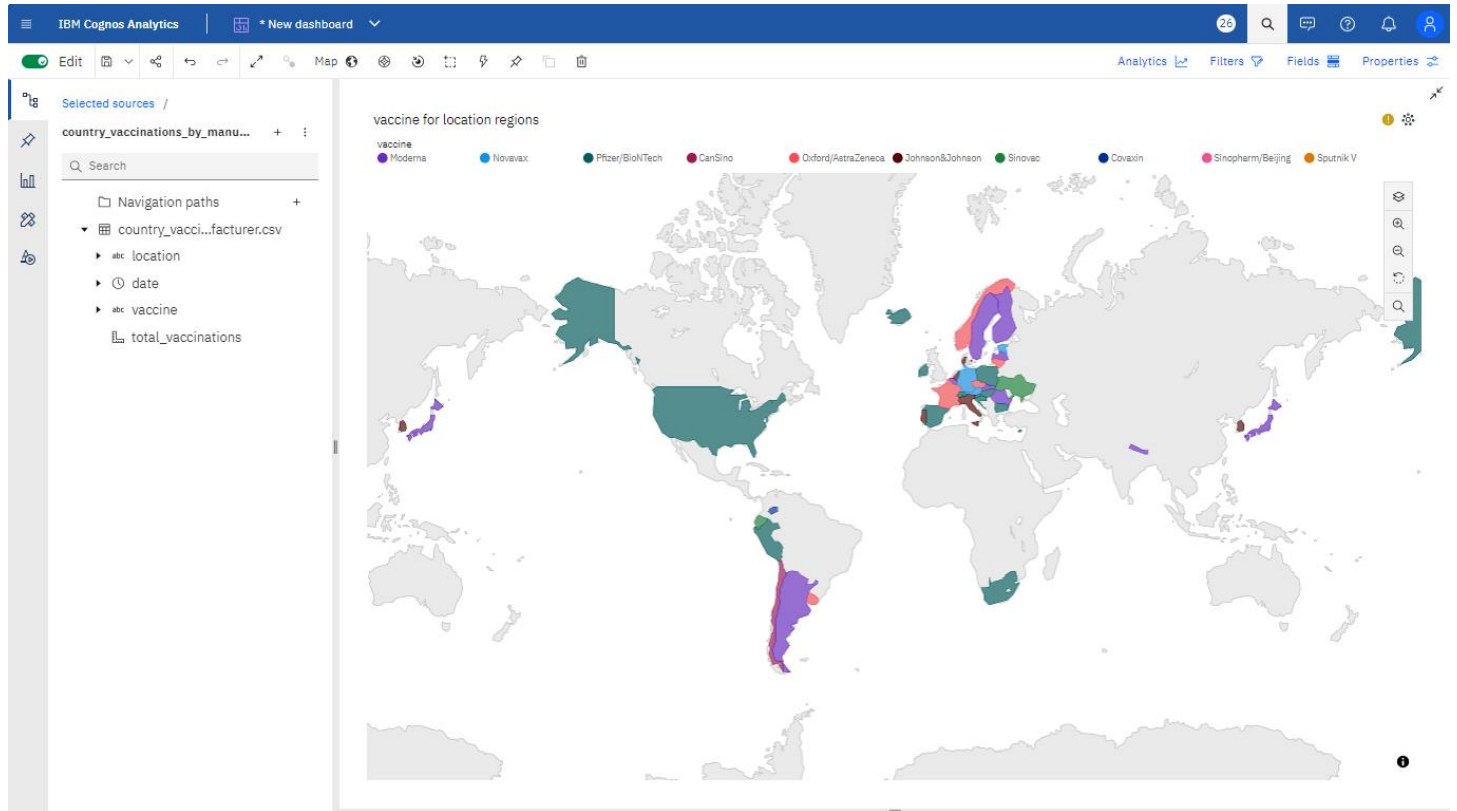 IBM Cognos Analytics * New dashboard 26
Edit Map Analytics Filters Fields Properties
Selected sources /
country_vaccinations_by_manu...
Search
Navigation paths
country_vacci...facturer.csv
abc location
date
abc vaccine
total_vaccinations
vaccine for location regions
vaccine
Moderna Novavax Pfizer/BioNTech CanSino Oxford/AstraZeneca Johnson&Johnson Sinovac Covaxin Sinopharm/Beijing Sputnik V